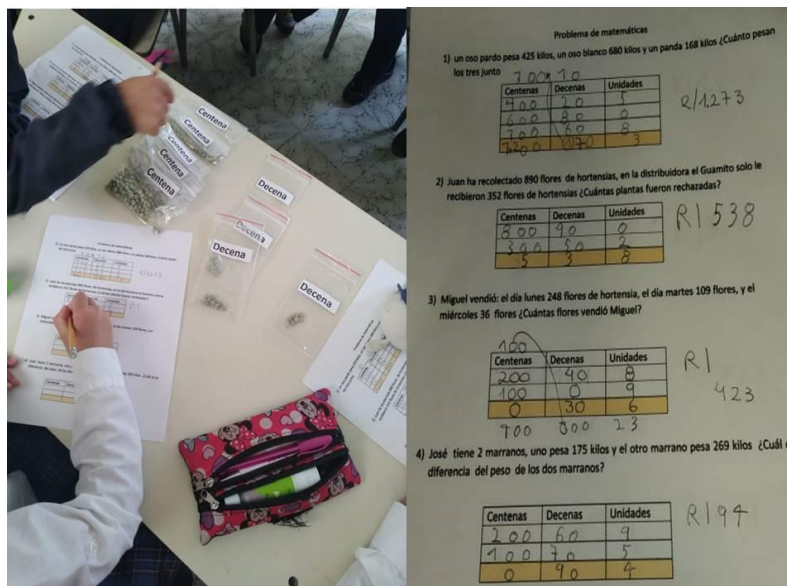 Centena
Centena
Centena
Centena
Decena
Decena
Decena
Decena
Problema de matemáticas
1) un oso pardo pesa 425 kilos, un oso blanco 680 kilos y un panda 168 kilos ¿Cuánto pesan
los tres junto
100 10
Centenas Decenas Unidades
400 20 5
600 80 0
100 60 8
1.200 70 3
R/1.273
2) Juan ha recolectado 890 flores de hortensias, en la distribuidora el Guamito solo le
recibieron 352 flores de hortensias ¿Cuántas plantas fueron rechazadas?
Centenas Decenas Unidades
800 90 0
300 50 2
5 3 8
R| 538
3) Miguel vendió: el día lunes 248 flores de hortensia, el día martes 109 flores, y el
miércoles 36 flores ¿Cuántas flores vendió Miguel?
100
Centenas Decenas Unidades
200 40 8
100 0 9
0 30 6
23
R|
423
4) José tiene 2 marranos, uno pesa 175 kilos y el otro marrano pesa 269 kilos ¿Cuál
diferencia del peso de los dos marranos?
Centenas Decenas Unidades
200 60 9
100 70 5
0 90 4
R| 94